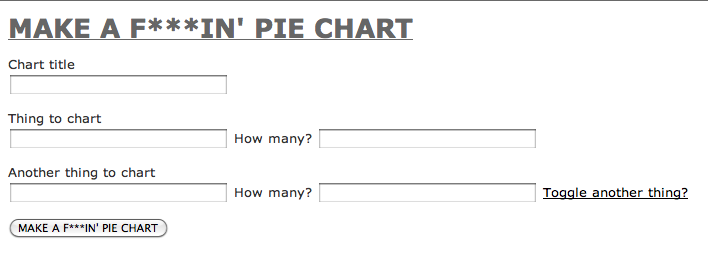 MAKE A F***IN' PIE CHART
Chart title
Thing to chart
How many?
Another thing to chart
How many? Toggle another thing?
MAKE A F***IN' PIE CHART